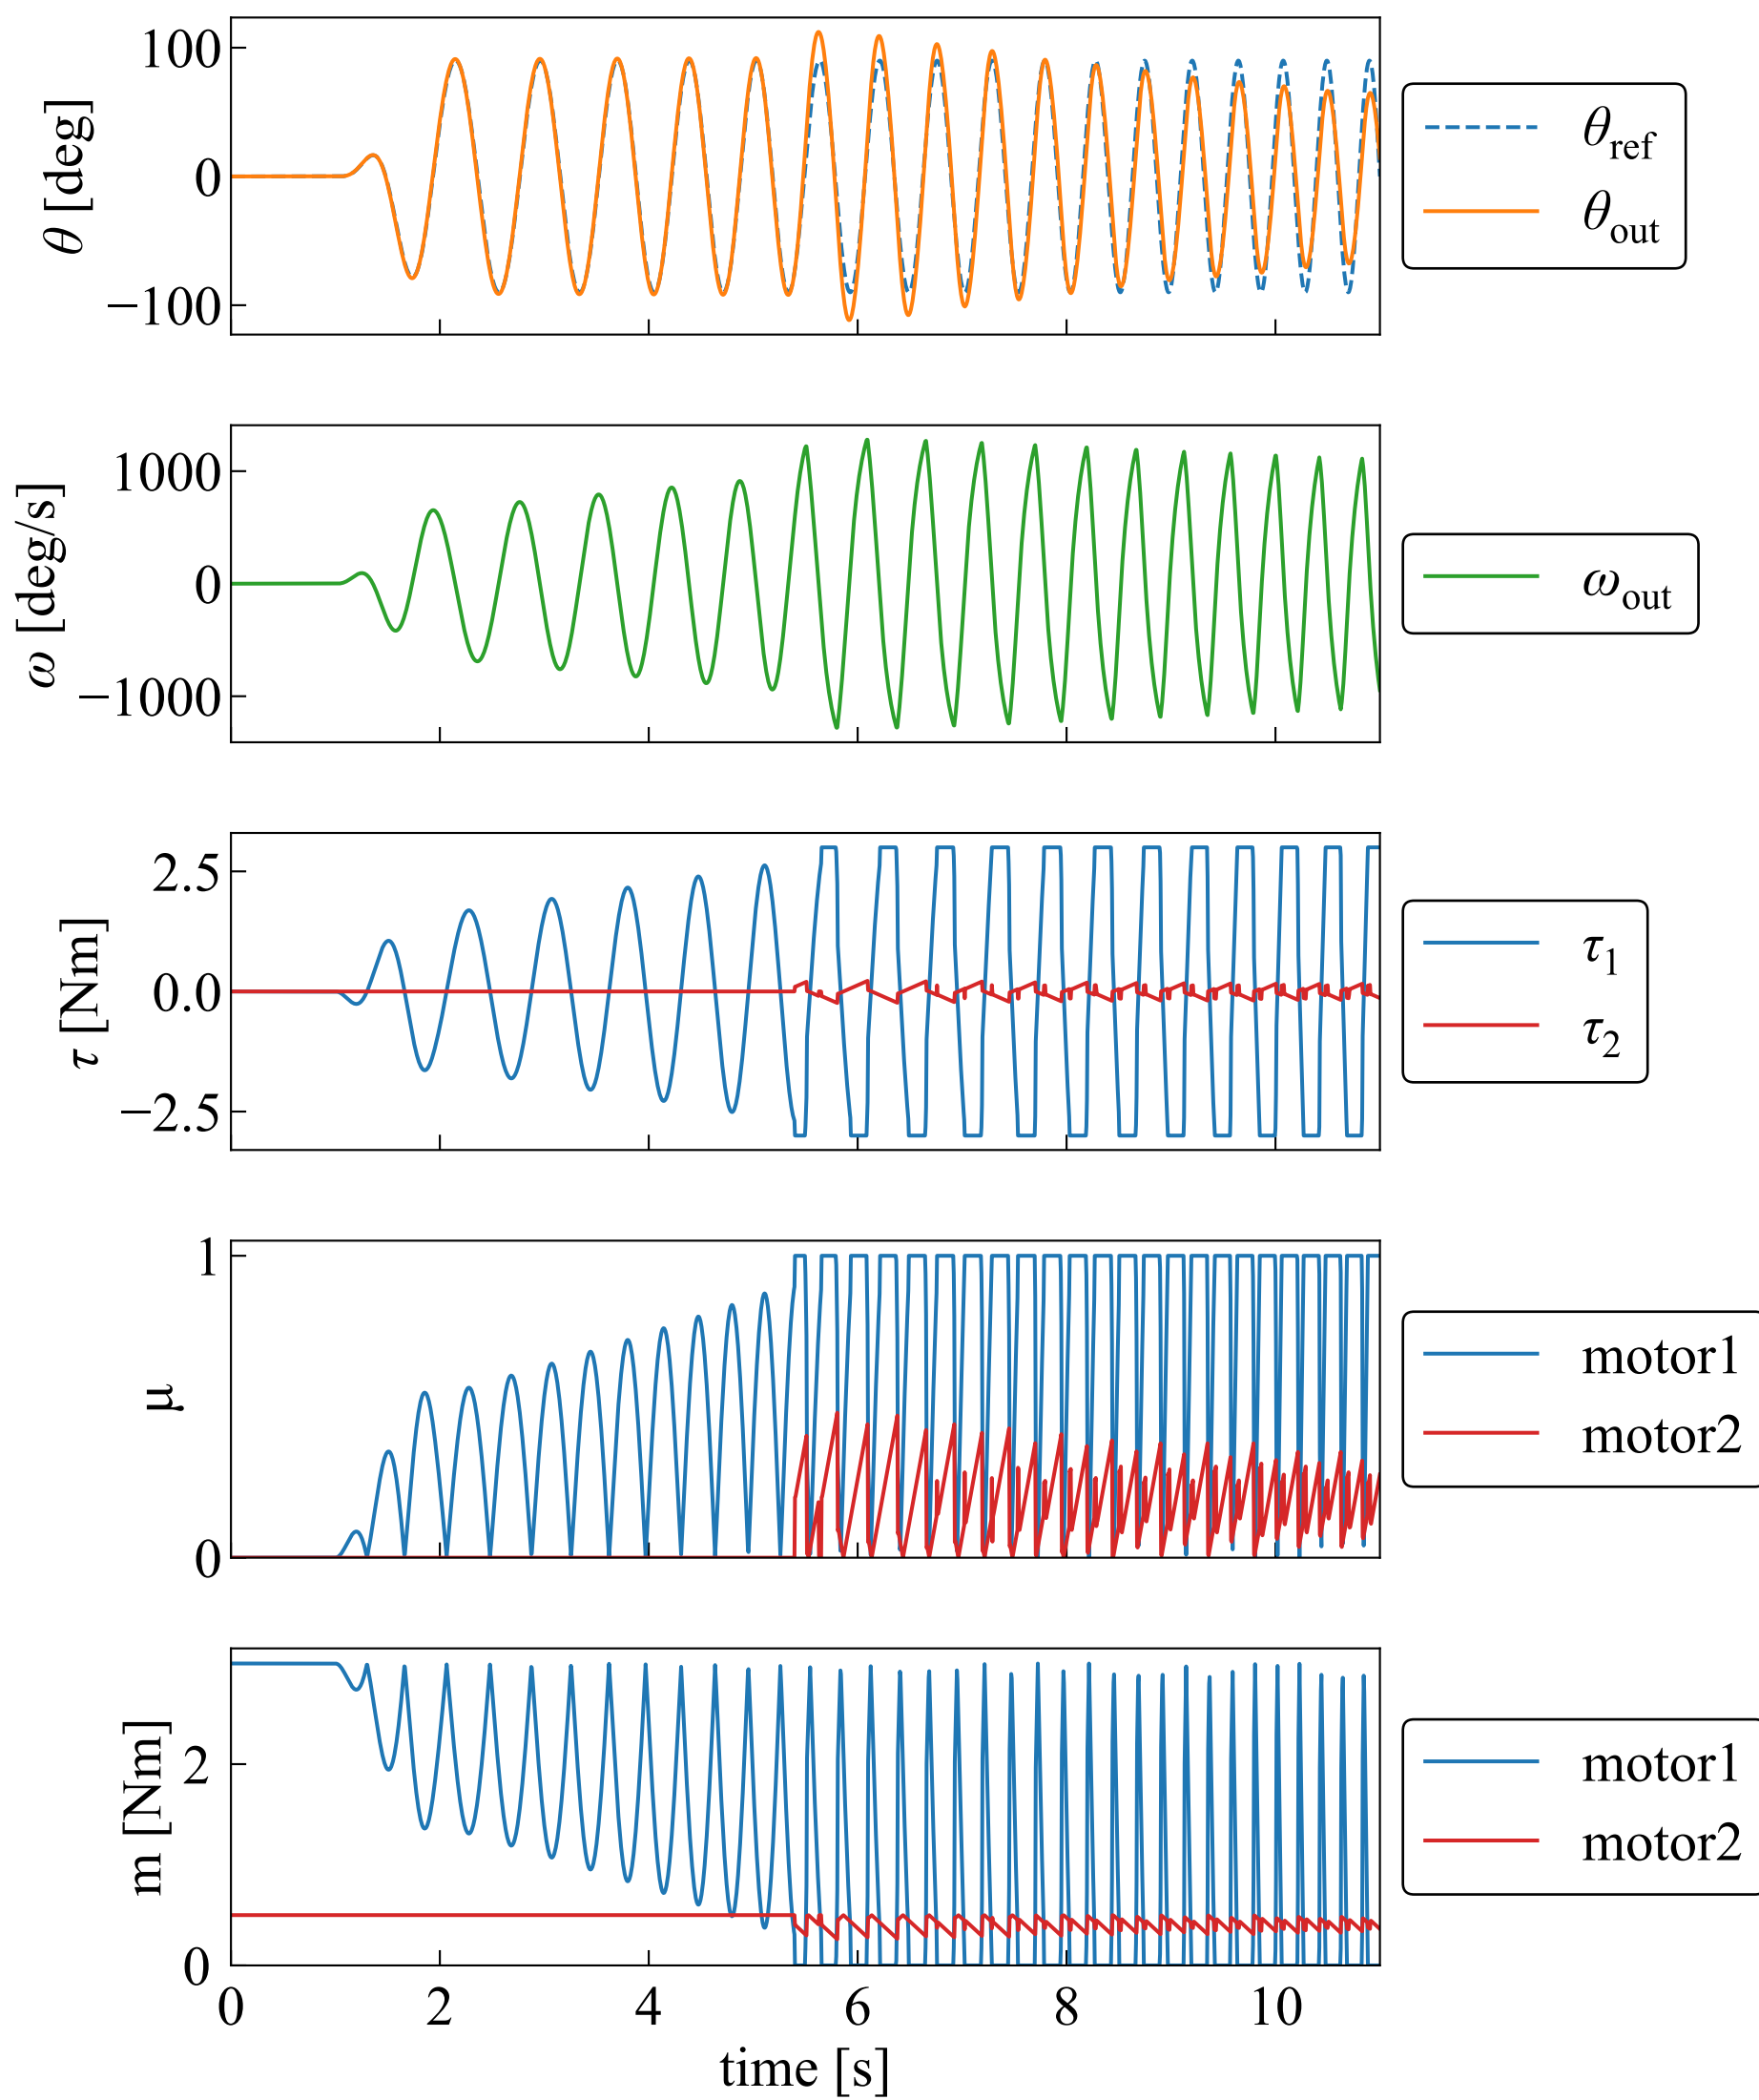 θ [deg]
100
0
−100
θref
θout
ω [deg/s]
1000
0
−1000
ωout
τ [Nm]
2.5
0.0
−2.5
τ1
τ2
μ
1
0
motor1
motor2
m [Nm]
2
0
motor1
motor2
0 2 4 6 8 10
time [s]